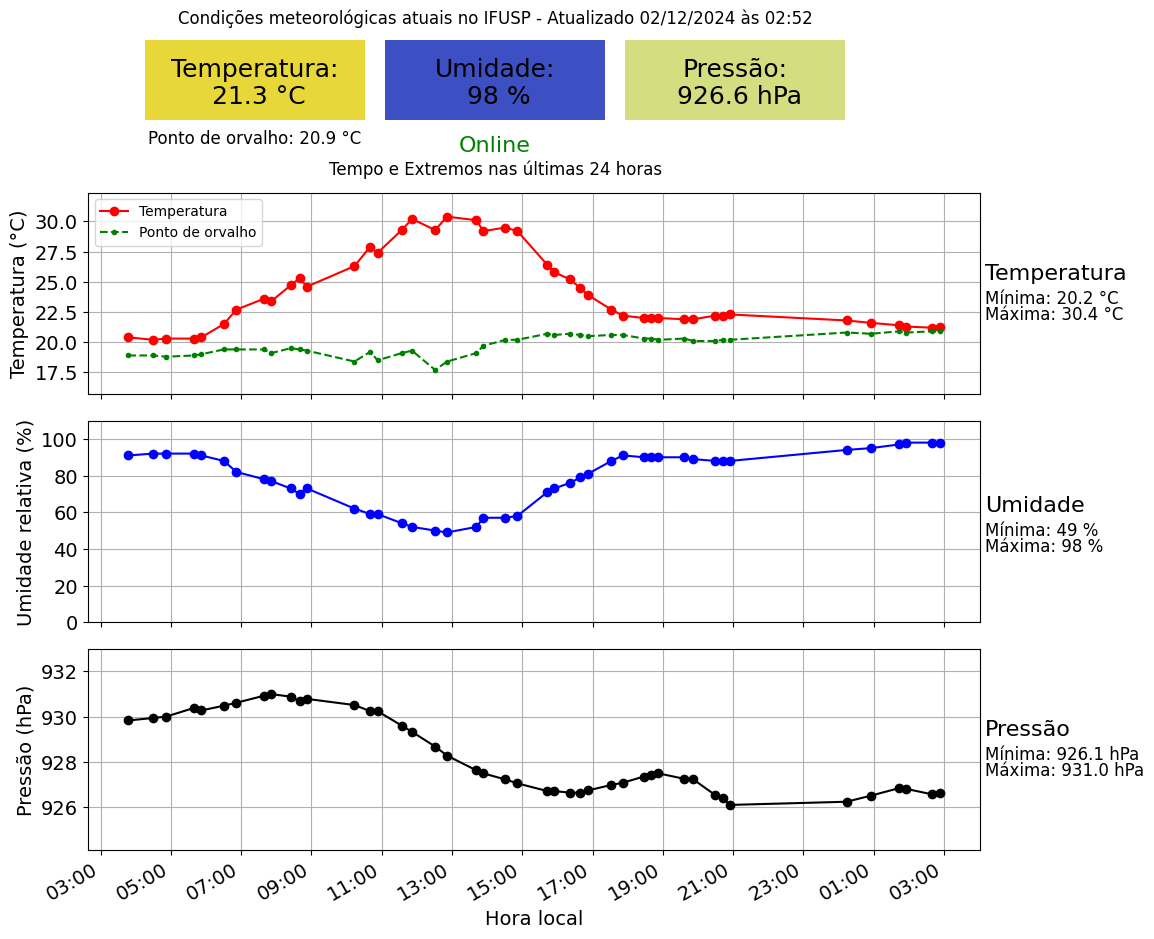 Condições meteorológicas atuais no IFUSP - Atualizado 02/12/2024 às 02:52
Temperatura:
21.3 °C
Umidade:
98 %
Pressão:
926.6 hPa
Ponto de orvalho: 20.9 °C
Online
Tempo e Extremos nas últimas 24 horas
Temperatura (°C)
30.0
27.5
25.0
22.5
20.0
17.5
Temperatura
Ponto de orvalho
Temperatura
Mínima: 20.2 °C
Máxima: 30.4 °C
Umidade relativa (%)
100
80
60
40
20
0
Umidade
Mínima: 49 %
Máxima: 98 %
Pressão (hPa)
932
930
928
926
Pressão
Mínima: 926.1 hPa
Máxima: 931.0 hPa
03:00 05:00 07:00 09:00 11:00 13:00 15:00 17:00 19:00 21:00 23:00 01:00 03:00
Hora local